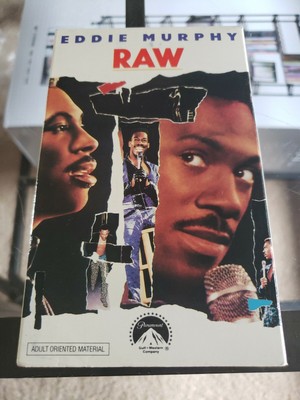 EDDIE MURPHY
RAW
Paramount
A Gulf+Western
Company
ADULT ORIENTED MATERIAL